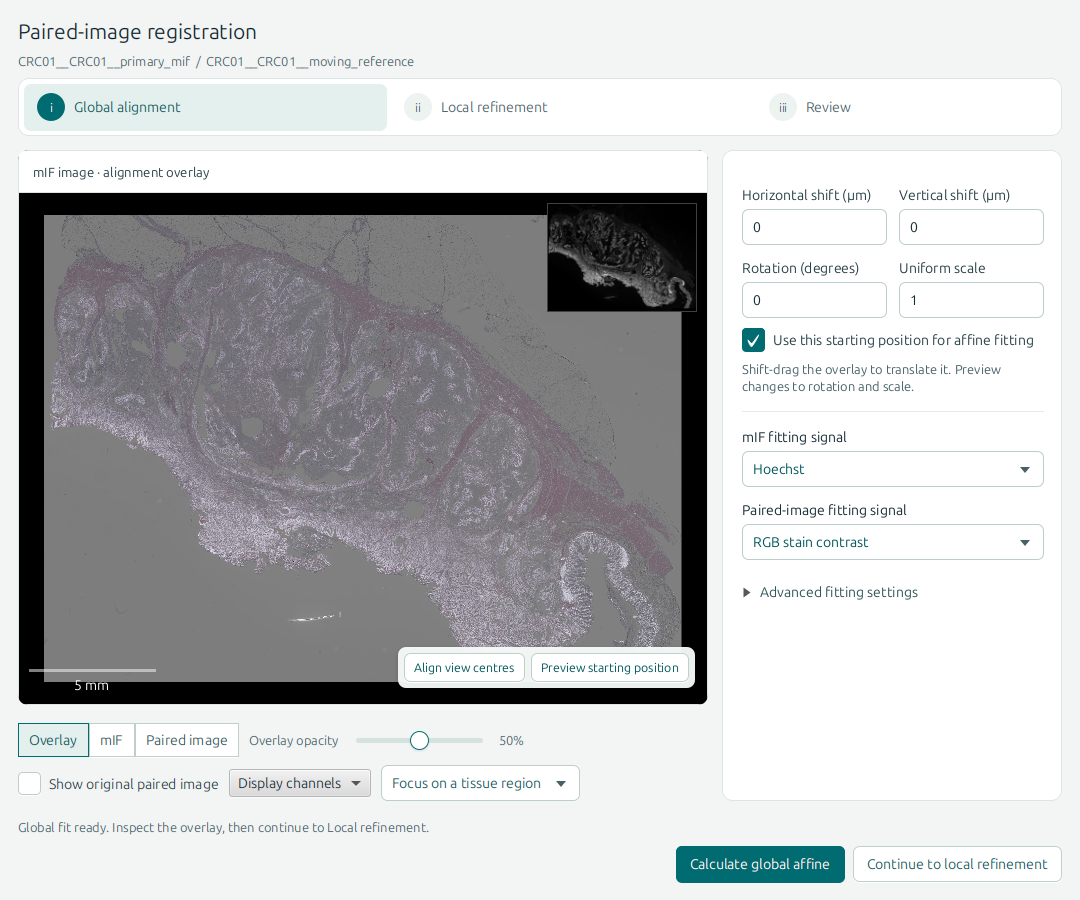 Paired-image registration
CRC01__CRC01__primary_mif / CRC01__CRC01__moving_reference
i Global alignment
ii Local refinement
iii Review
mIF image · alignment overlay
5 mm
Align view centres
Preview starting position
Overlay
mIF
Paired image
Overlay opacity
50%
Show original paired image
Display channels
Focus on a tissue region
Horizontal shift (µm)
Vertical shift (µm)
0
0
Rotation (degrees)
Uniform scale
0
1
Use this starting position for affine fitting
Shift-drag the overlay to translate it. Preview
changes to rotation and scale.
mIF fitting signal
Hoechst
Paired-image fitting signal
RGB stain contrast
Advanced fitting settings
Global fit ready. Inspect the overlay, then continue to Local refinement.
Calculate global affine
Continue to local refinement